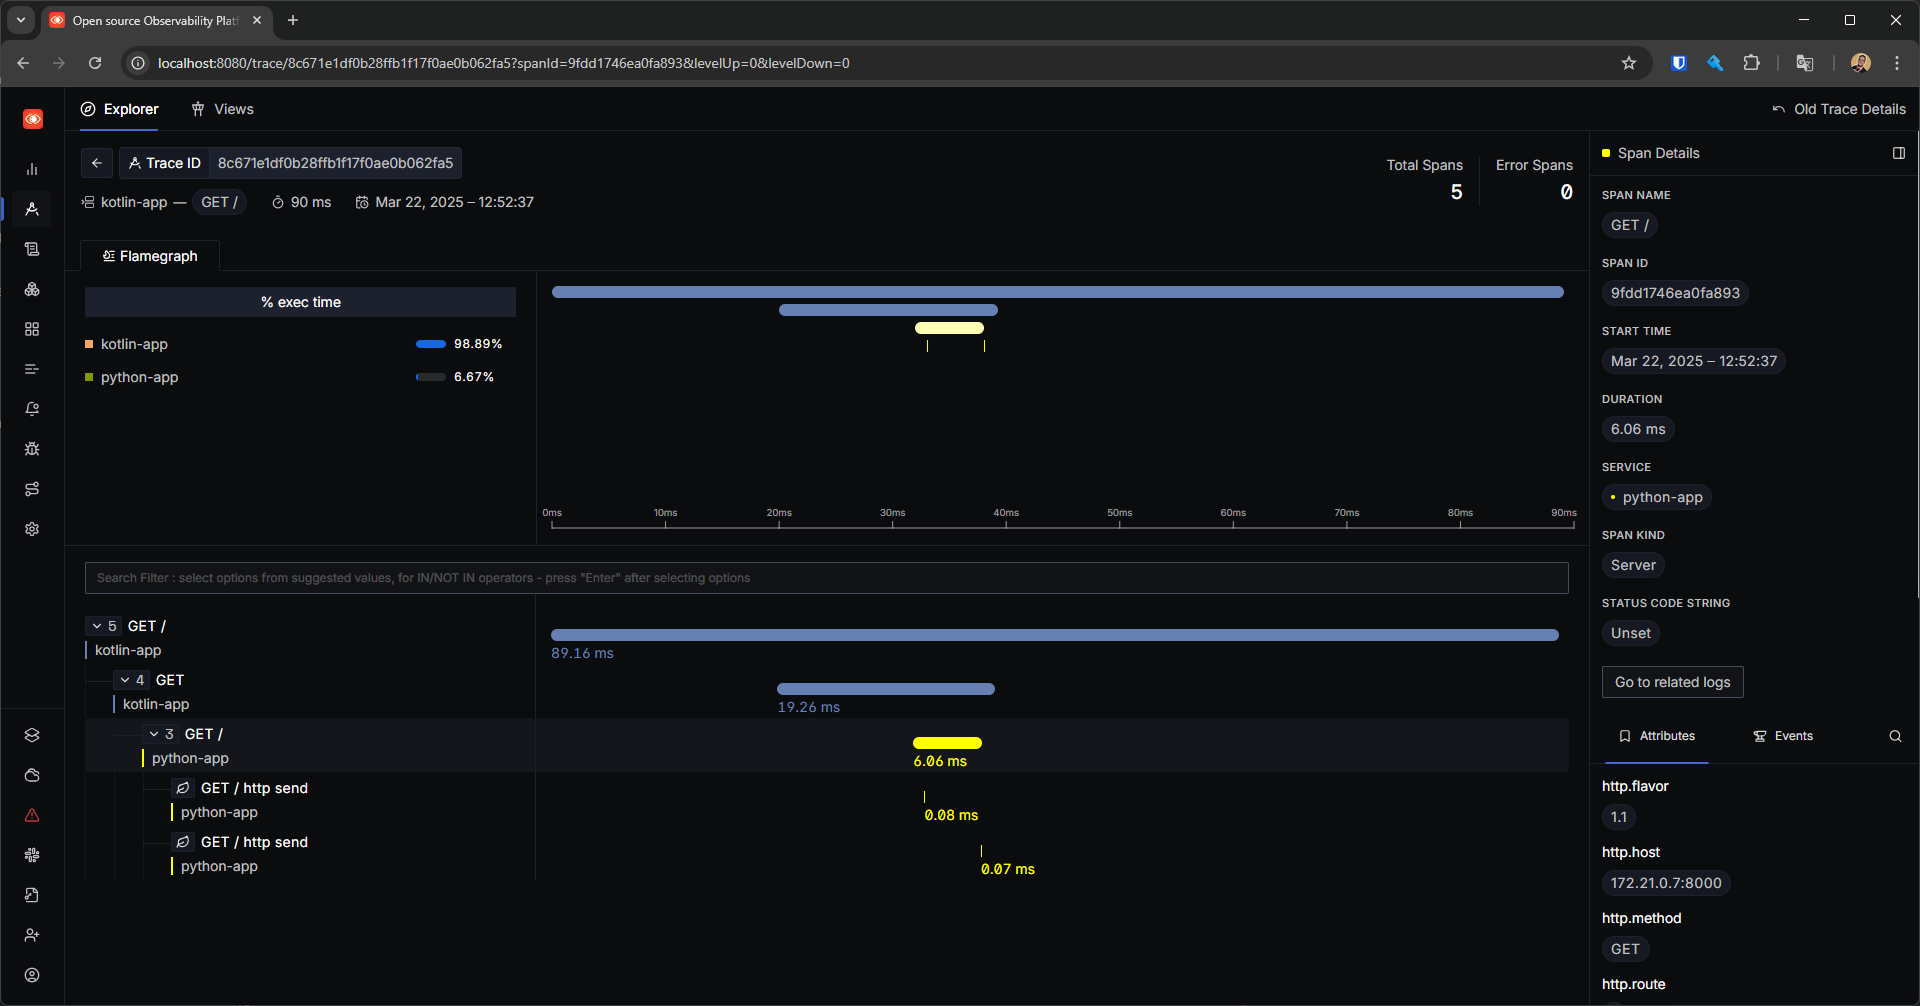 Open source Observability Platf
localhost:8080/trace/8c671e1df0b28ffb1f17f0ae0b062fa5?spanId=9fdd1746ea0fa893&levelUp=0&levelDown=0
Explorer Views Old Trace Details
Trace ID 8c671e1df0b28ffb1f17f0ae0b062fa5
kotlin-app — GET / 90 ms Mar 22, 2025 – 12:52:37
Total Spans Error Spans
5 0
Flamegraph
% exec time
kotlin-app 98.89%
python-app 6.67%
0ms 10ms 20ms 30ms 40ms 50ms 60ms 70ms 80ms 90ms
Search Filter : select options from suggested values, for IN/NOT IN operators - press "Enter" after selecting options
5 GET /
kotlin-app
89.16 ms
4 GET
kotlin-app
19.26 ms
3 GET /
python-app
6.06 ms
GET / http send
python-app
0.08 ms
GET / http send
python-app
0.07 ms
Span Details
SPAN NAME
GET /
SPAN ID
9fdd1746ea0fa893
START TIME
Mar 22, 2025 – 12:52:37
DURATION
6.06 ms
SERVICE
python-app
SPAN KIND
Server
STATUS CODE STRING
Unset
Go to related logs
Attributes Events
http.flavor
1.1
http.host
172.21.0.7:8000
http.method
GET
http.route